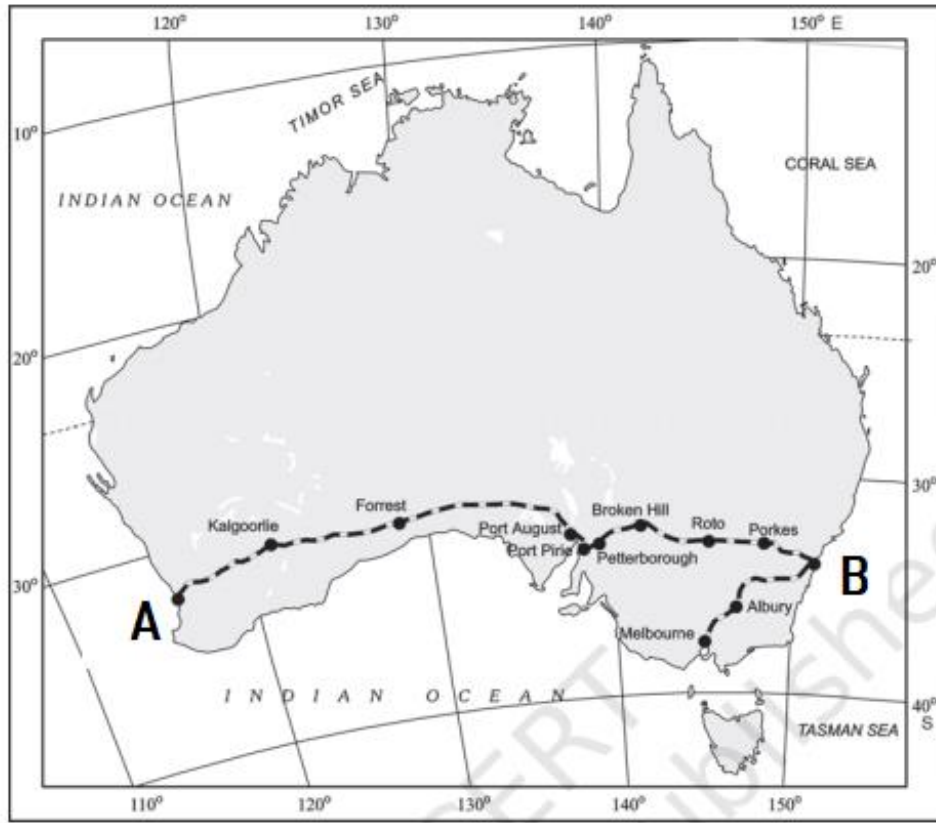 120° 130° 140° 150° E
TIMOR SEA
10°
CORAL SEA
INDIAN OCEAN
20°
20°
30°
Broken Hill
Forrest
Roto
Porkes
Kalgoorlie
Port August
Port Pirie
Petterborough
B
30°
A
Albury
Melbourne
INDIAN OCEAN
40°
S
TASMAN SEA
110° 120° 130° 140° 150°